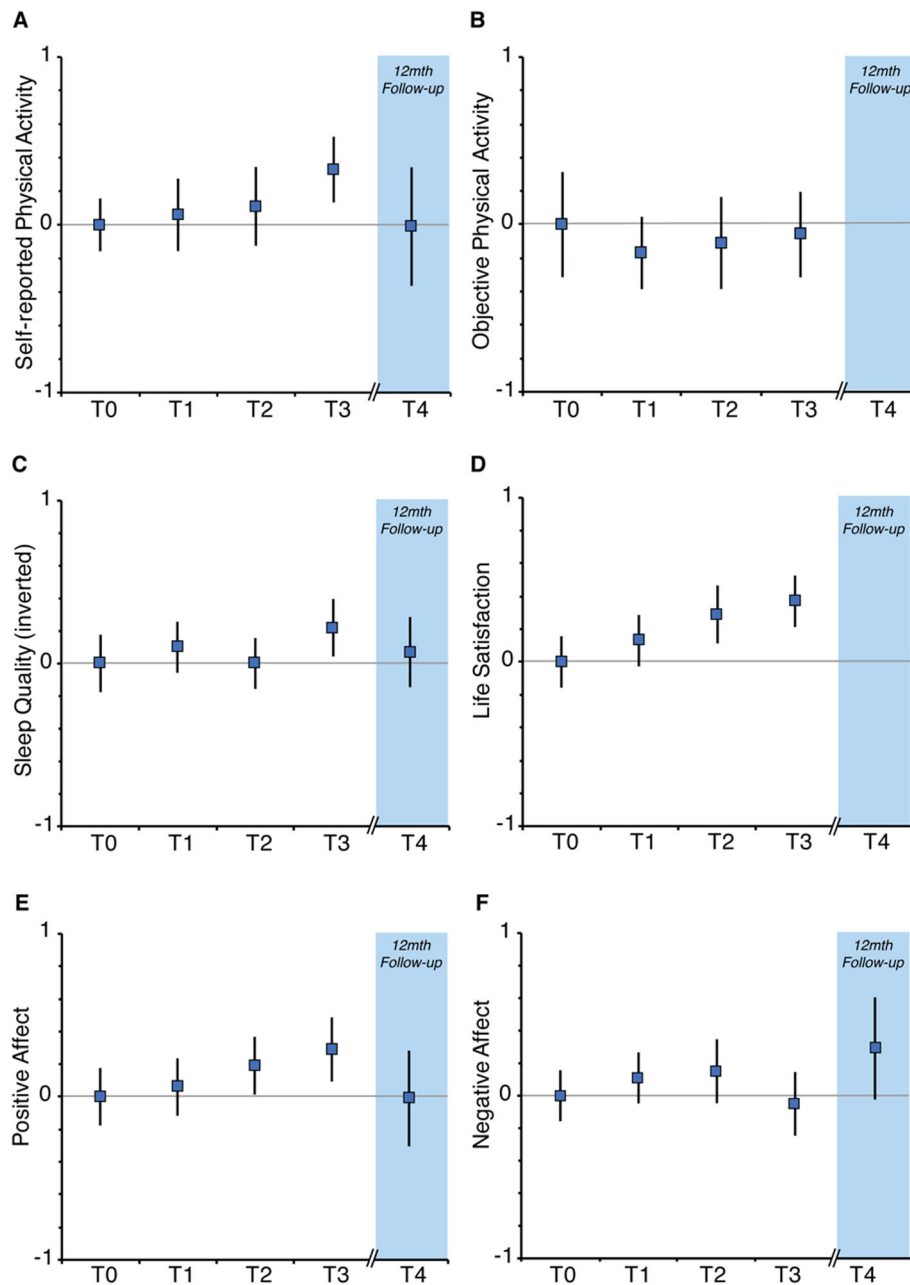 A
Self-reported Physical Activity
1
0
-1
12mth
Follow-up
T0 T1 T2 T3 T4
B
Objective Physical Activity
1
0
-1
12mth
Follow-up
T0 T1 T2 T3 T4
C
Sleep Quality (inverted)
1
0
-1
12mth
Follow-up
T0 T1 T2 T3 T4
D
Life Satisfaction
1
0
-1
12mth
Follow-up
T0 T1 T2 T3 T4
E
Positive Affect
1
0
-1
12mth
Follow-up
T0 T1 T2 T3 T4
F
Negative Affect
1
0
-1
12mth
Follow-up
T0 T1 T2 T3 T4